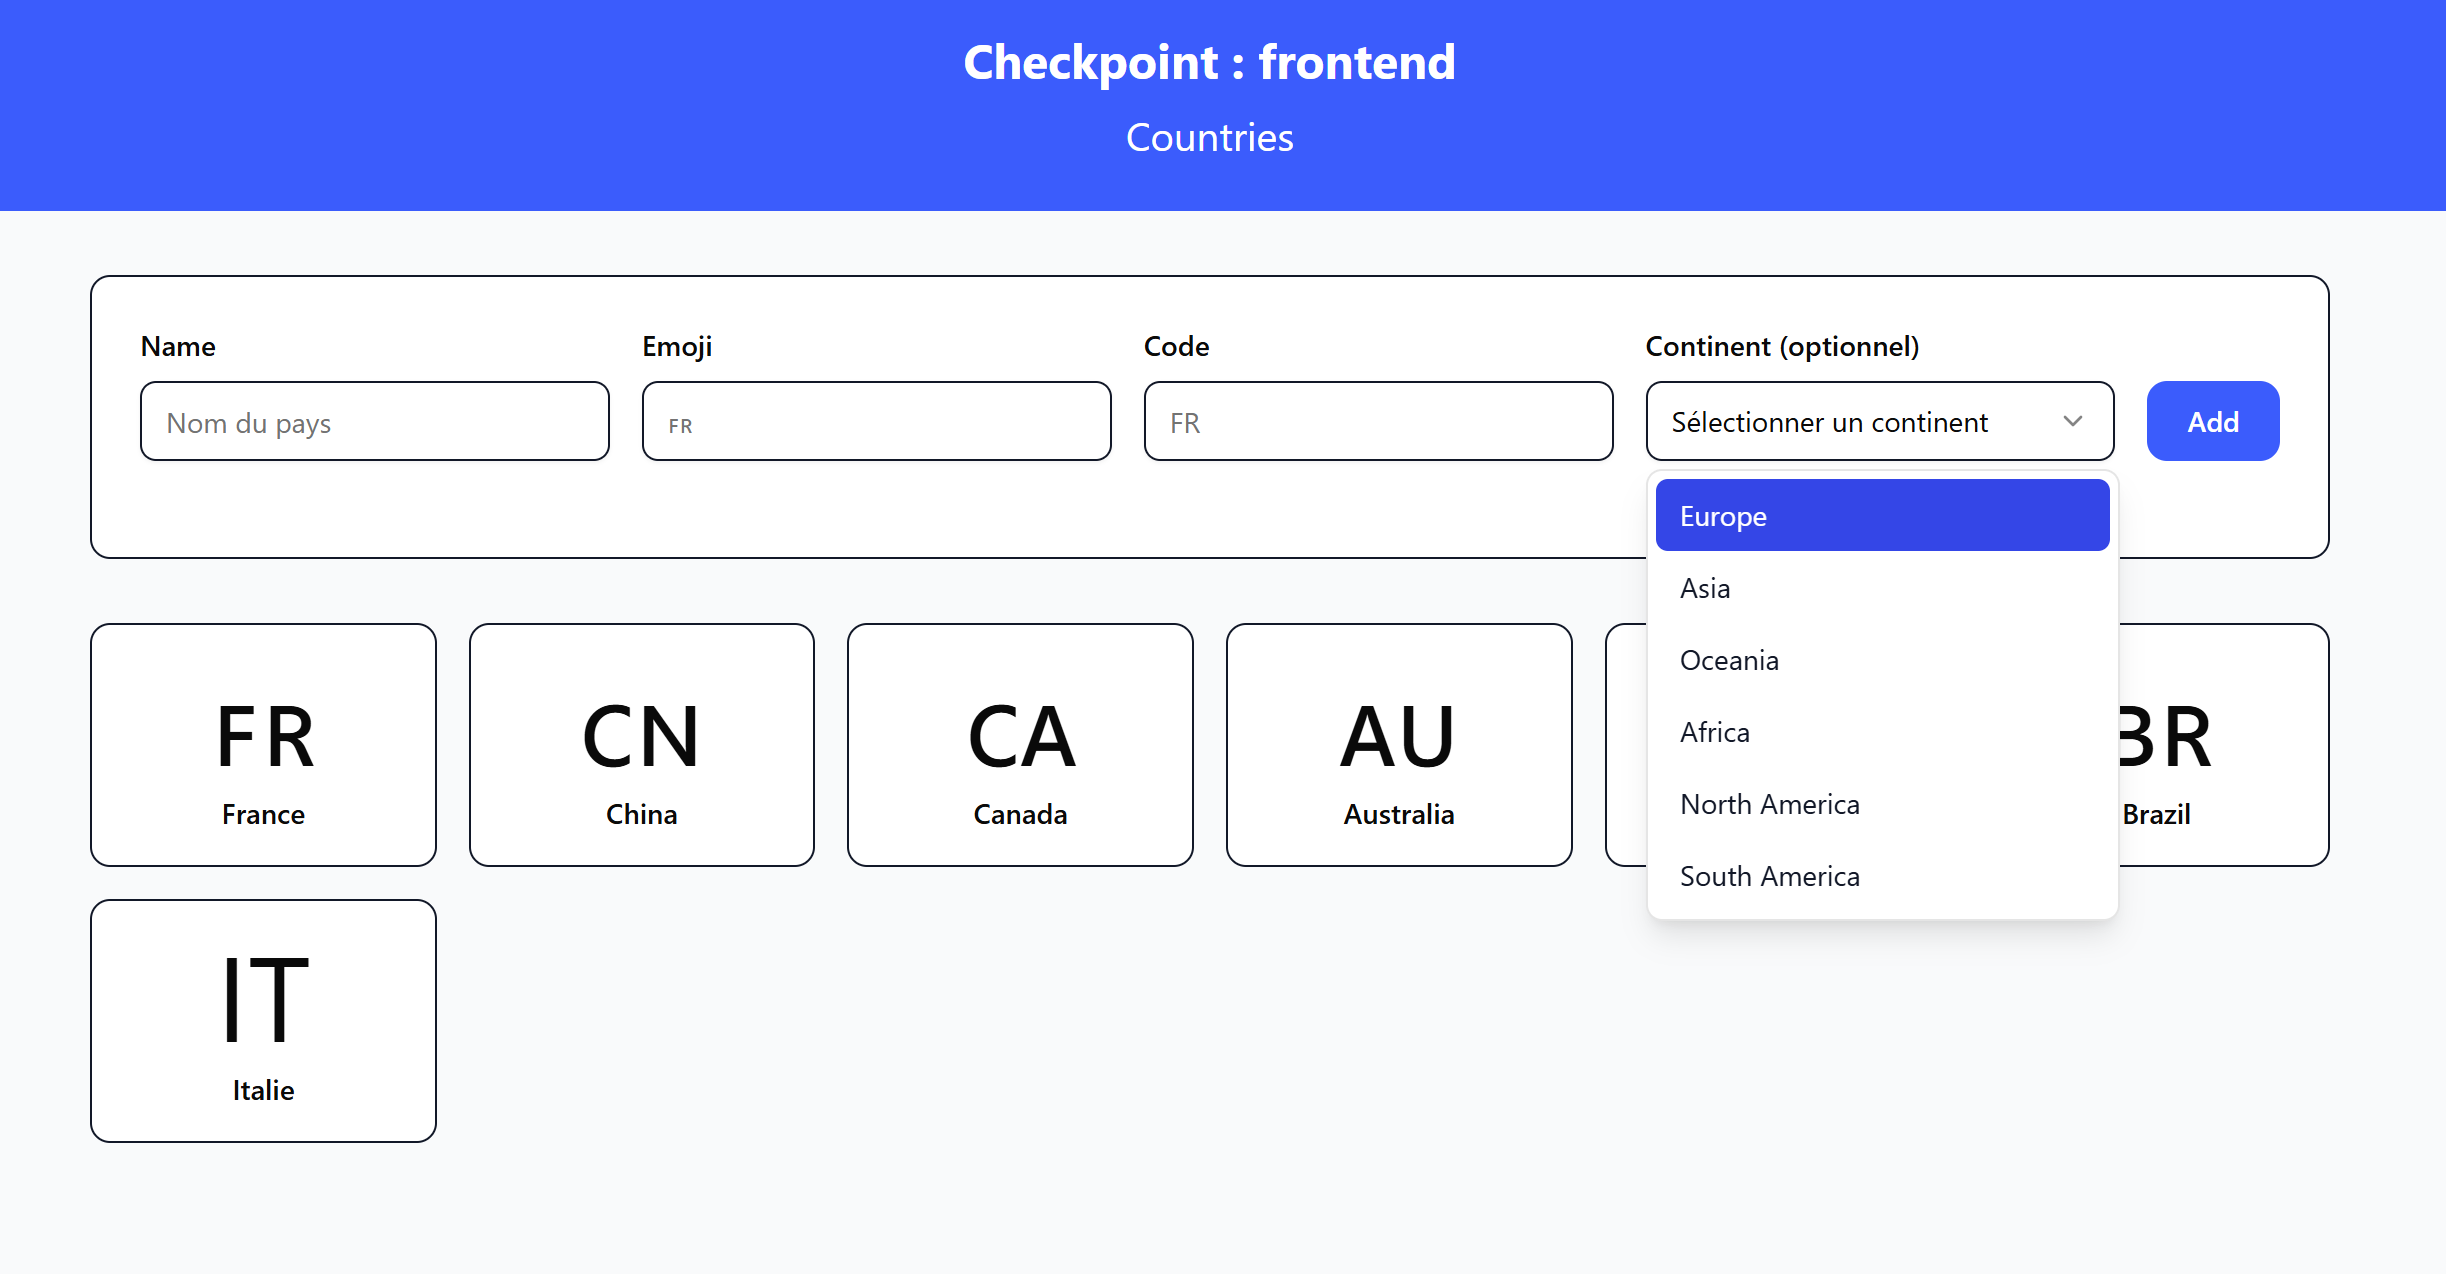 Checkpoint : frontend
Countries
Name
Emoji
Code
Continent (optionnel)
Nom du pays
FR
FR
Sélectionner un continent
Add
Europe
Asia
Oceania
Africa
North America
South America
FR
France
CN
China
CA
Canada
AU
Australia
BR
Brazil
IT
Italie